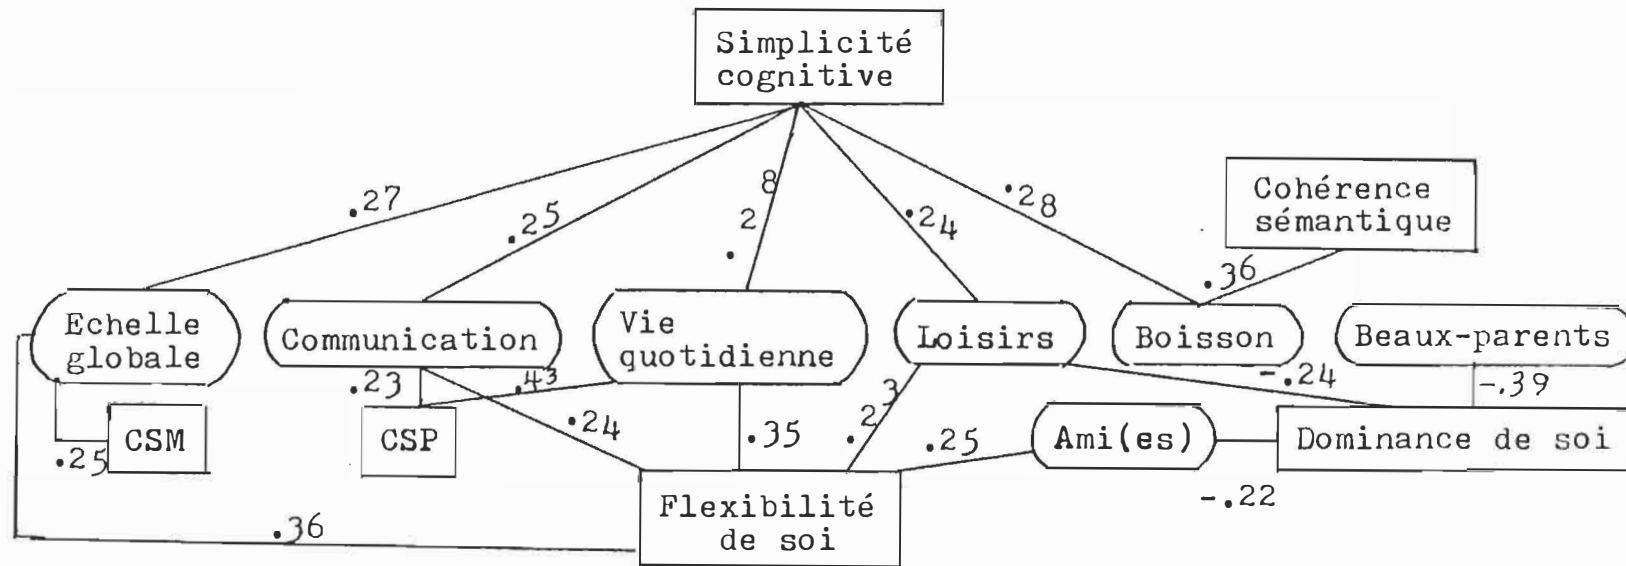 Simplicité
cognitive
Cohérence
sémantique
.27
.25
.28
.24
.28
.36
Echelle
globale
Communication
Vie
quotidienne
Loisirs
Boisson
Beaux-parents
.23
.43
-.24
-.39
.25
CSM
CSP
.24
.35
.23
.25
Ami(es)
Dominance de soi
-.22
Flexibilité
de soi
.36